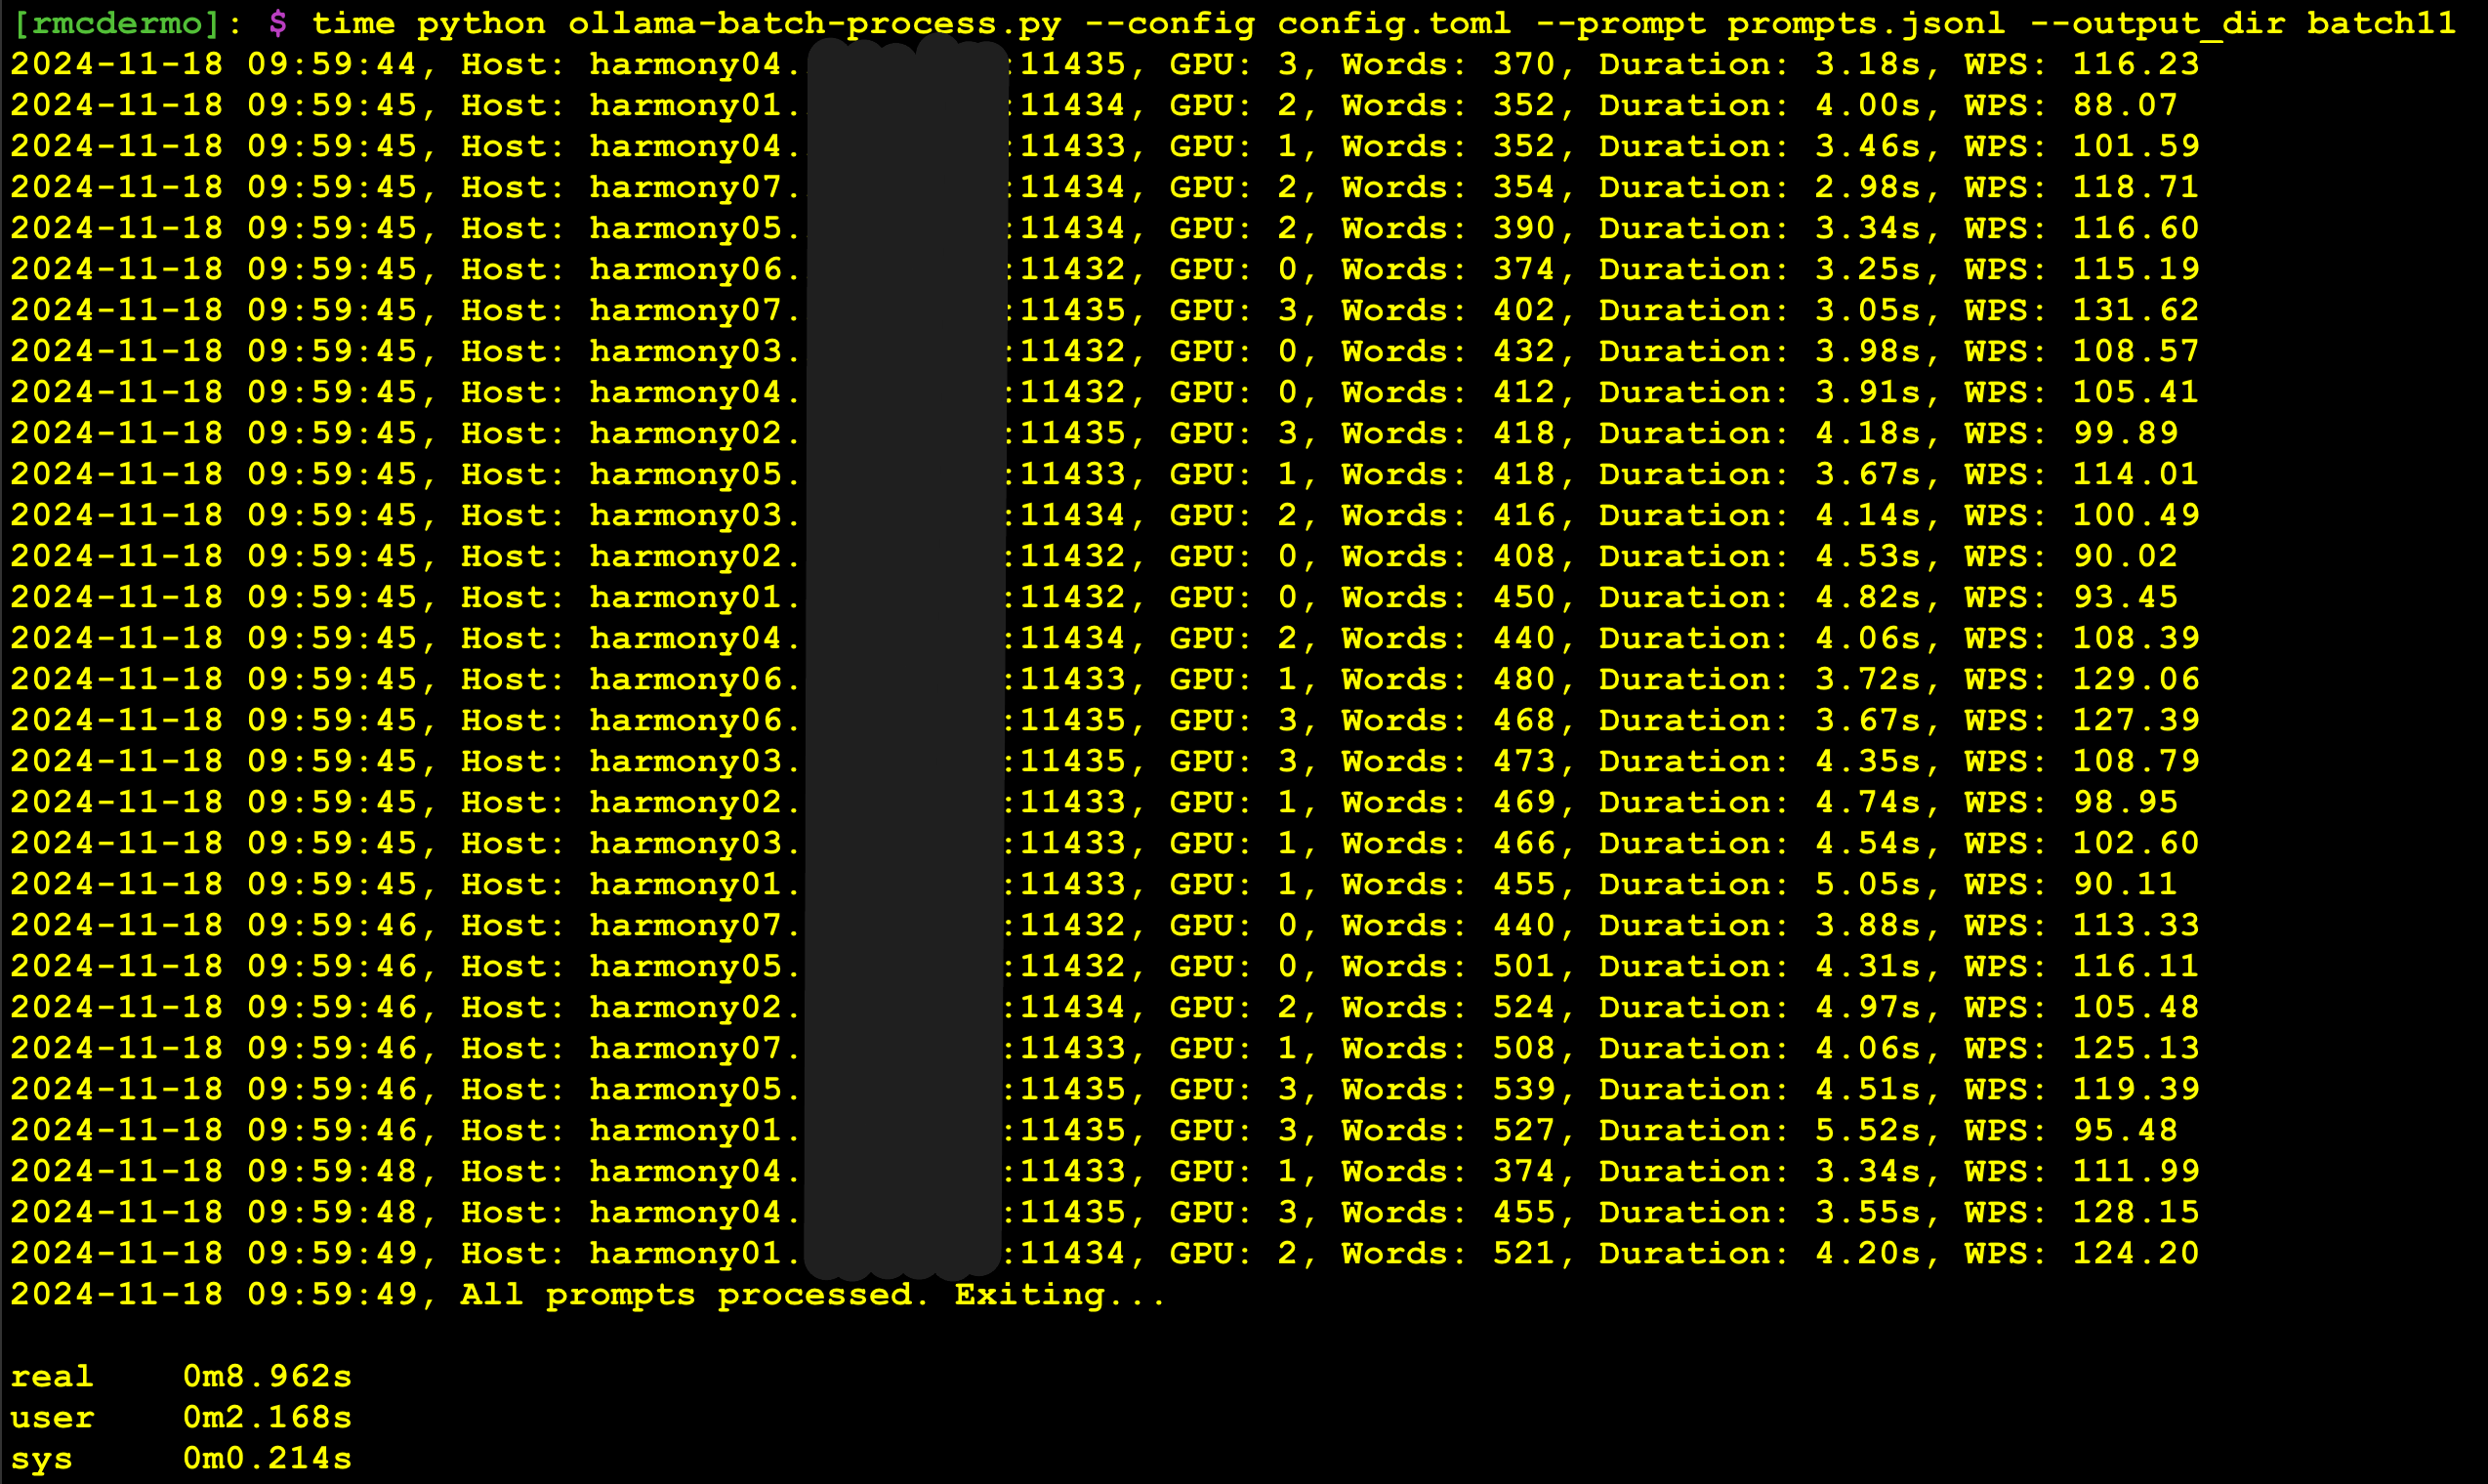 [rmcdermo]: $ time python ollama-batch-process.py --config config.toml --prompt prompts.jsonl --output_dir batch11
2024-11-18 09:59:44, Host: harmony04. :11435, GPU: 3, Words: 370, Duration: 3.18s, WPS: 116.23
2024-11-18 09:59:45, Host: harmony01. :11434, GPU: 2, Words: 352, Duration: 4.00s, WPS: 88.07
2024-11-18 09:59:45, Host: harmony04. :11433, GPU: 1, Words: 352, Duration: 3.46s, WPS: 101.59
2024-11-18 09:59:45, Host: harmony07. :11434, GPU: 2, Words: 354, Duration: 2.98s, WPS: 118.71
2024-11-18 09:59:45, Host: harmony05. :11434, GPU: 2, Words: 390, Duration: 3.34s, WPS: 116.60
2024-11-18 09:59:45, Host: harmony06. :11432, GPU: 0, Words: 374, Duration: 3.25s, WPS: 115.19
2024-11-18 09:59:45, Host: harmony07. :11435, GPU: 3, Words: 402, Duration: 3.05s, WPS: 131.62
2024-11-18 09:59:45, Host: harmony03. :11432, GPU: 0, Words: 432, Duration: 3.98s, WPS: 108.57
2024-11-18 09:59:45, Host: harmony04. :11432, GPU: 0, Words: 412, Duration: 3.91s, WPS: 105.41
2024-11-18 09:59:45, Host: harmony02. :11435, GPU: 3, Words: 418, Duration: 4.18s, WPS: 99.89
2024-11-18 09:59:45, Host: harmony05. :11433, GPU: 1, Words: 418, Duration: 3.67s, WPS: 114.01
2024-11-18 09:59:45, Host: harmony03. :11434, GPU: 2, Words: 416, Duration: 4.14s, WPS: 100.49
2024-11-18 09:59:45, Host: harmony02. :11432, GPU: 0, Words: 408, Duration: 4.53s, WPS: 90.02
2024-11-18 09:59:45, Host: harmony01. :11432, GPU: 0, Words: 450, Duration: 4.82s, WPS: 93.45
2024-11-18 09:59:45, Host: harmony04. :11434, GPU: 2, Words: 440, Duration: 4.06s, WPS: 108.39
2024-11-18 09:59:45, Host: harmony06. :11433, GPU: 1, Words: 480, Duration: 3.72s, WPS: 129.06
2024-11-18 09:59:45, Host: harmony06. :11435, GPU: 3, Words: 468, Duration: 3.67s, WPS: 127.39
2024-11-18 09:59:45, Host: harmony03. :11435, GPU: 3, Words: 473, Duration: 4.35s, WPS: 108.79
2024-11-18 09:59:45, Host: harmony02. :11433, GPU: 1, Words: 469, Duration: 4.74s, WPS: 98.95
2024-11-18 09:59:45, Host: harmony03. :11433, GPU: 1, Words: 466, Duration: 4.54s, WPS: 102.60
2024-11-18 09:59:45, Host: harmony01. :11433, GPU: 1, Words: 455, Duration: 5.05s, WPS: 90.11
2024-11-18 09:59:46, Host: harmony07. :11432, GPU: 0, Words: 440, Duration: 3.88s, WPS: 113.33
2024-11-18 09:59:46, Host: harmony05. :11432, GPU: 0, Words: 501, Duration: 4.31s, WPS: 116.11
2024-11-18 09:59:46, Host: harmony02. :11434, GPU: 2, Words: 524, Duration: 4.97s, WPS: 105.48
2024-11-18 09:59:46, Host: harmony07. :11433, GPU: 1, Words: 508, Duration: 4.06s, WPS: 125.13
2024-11-18 09:59:46, Host: harmony05. :11435, GPU: 3, Words: 539, Duration: 4.51s, WPS: 119.39
2024-11-18 09:59:46, Host: harmony01. :11435, GPU: 3, Words: 527, Duration: 5.52s, WPS: 95.48
2024-11-18 09:59:48, Host: harmony04. :11433, GPU: 1, Words: 374, Duration: 3.34s, WPS: 111.99
2024-11-18 09:59:48, Host: harmony04. :11435, GPU: 3, Words: 455, Duration: 3.55s, WPS: 128.15
2024-11-18 09:59:49, Host: harmony01. :11434, GPU: 2, Words: 521, Duration: 4.20s, WPS: 124.20
2024-11-18 09:59:49, All prompts processed. Exiting...
real 0m8.962s
user 0m2.168s
sys 0m0.214s